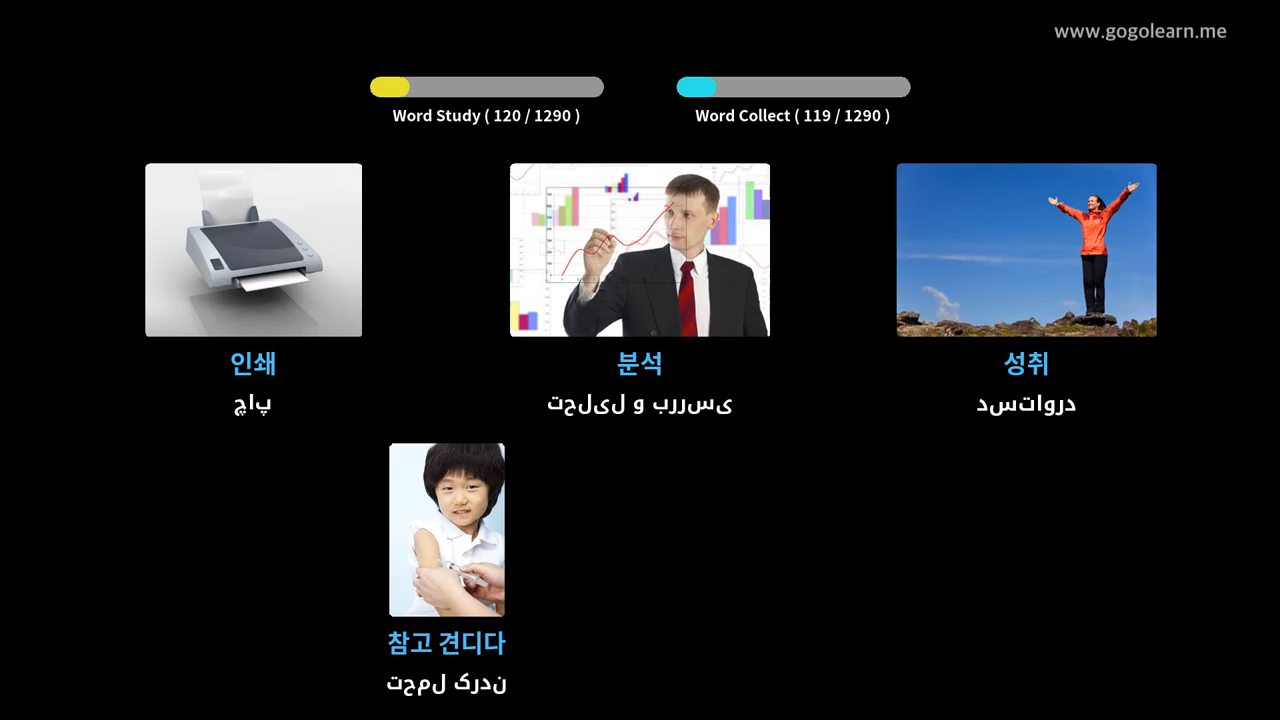 www.gogolearn.me
Word Study ( 120 / 1290 )
Word Collect ( 119 / 1290 )
인쇄
چاپ
분석
تحلیل و بررسی
성취
دستاورد
참고 견디다
تحمل کردن